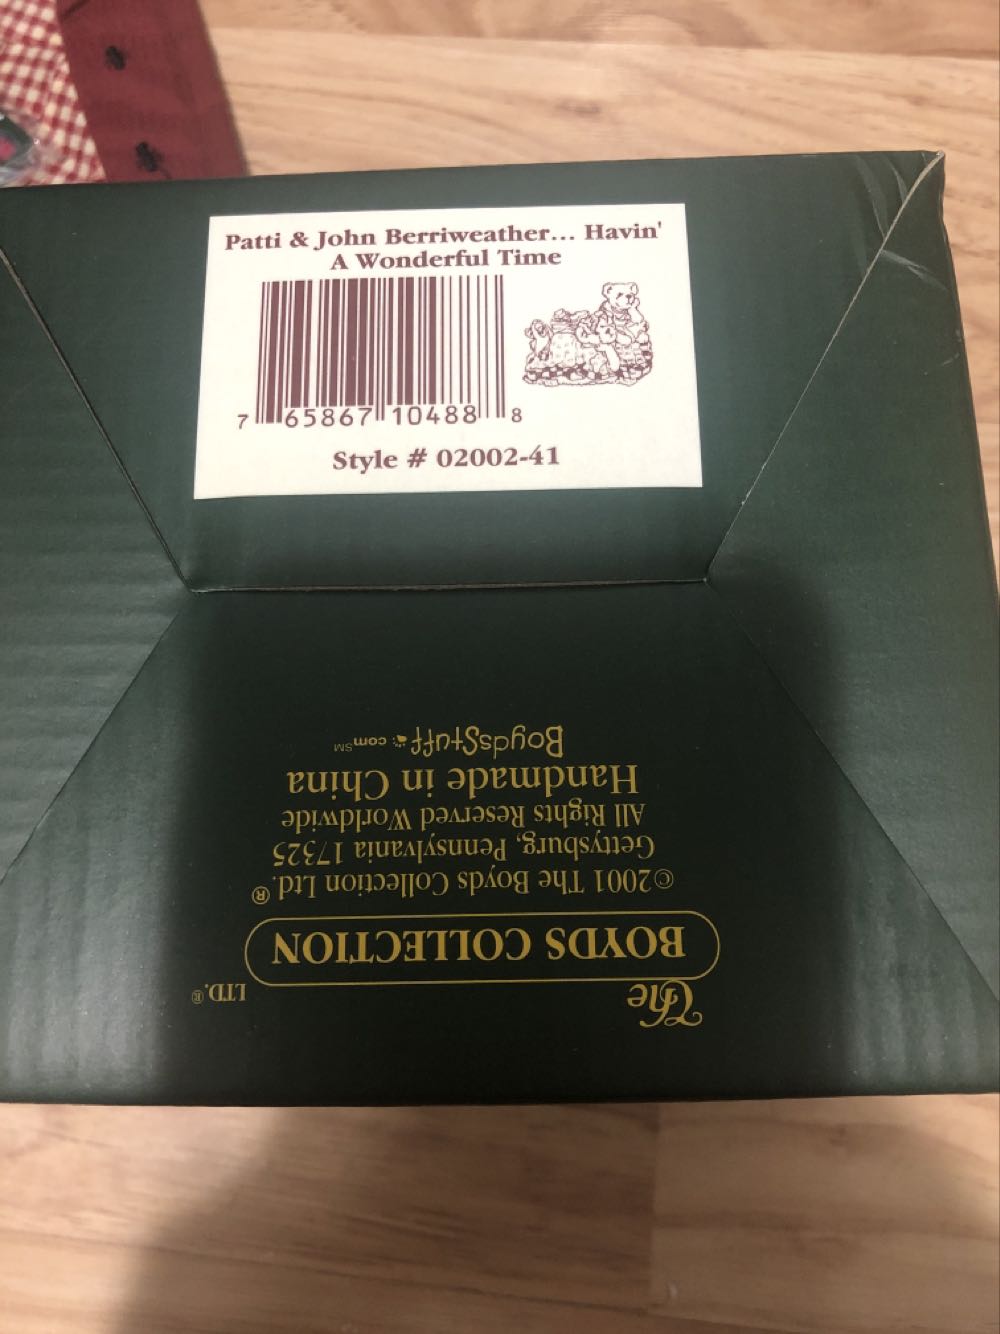 Patti & John Berriweather... Havin'
A Wonderful Time
7 65867 10488 8
Style # 02002-41
The
BOYDS COLLECTION
LTD.®
©2001 The Boyds Collection Ltd.®
Gettysburg, Pennsylvania 17325
All Rights Reserved Worldwide
Handmade in China
BoydsStuff.com℠